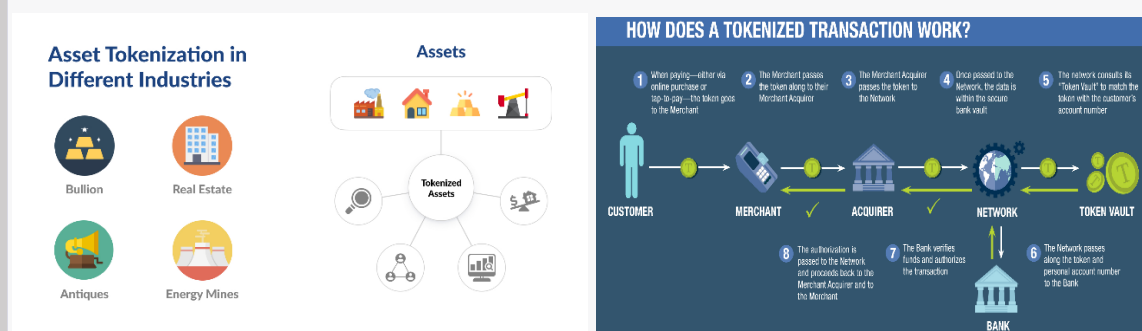 Asset Tokenization in
Different Industries
Bullion
Real Estate
Antiques
Energy Mines
Assets
Tokenized
Assets
HOW DOES A TOKENIZED TRANSACTION WORK?
1
When paying—either via
online purchase or
tap-to-pay—the token goes
to the Merchant
2
The Merchant passes
the token along to their
Merchant Acquirer
3
The Merchant Acquirer
passes the token to
the Network
4
Once passed to the
Network, the data is
within the secure
bank vault
5
The network consults its
"Token Vault" to match the
token with the customer's
account number
CUSTOMER
MERCHANT
ACQUIRER
NETWORK
TOKEN VAULT
8
The authorization is
passed to the Network
and proceeds back to the
Merchant Acquirer and to
the Merchant
7
The Bank verifies
funds and authorizes
the transaction
6
The Network passes
along the token and
personal account number
to the Bank
BANK